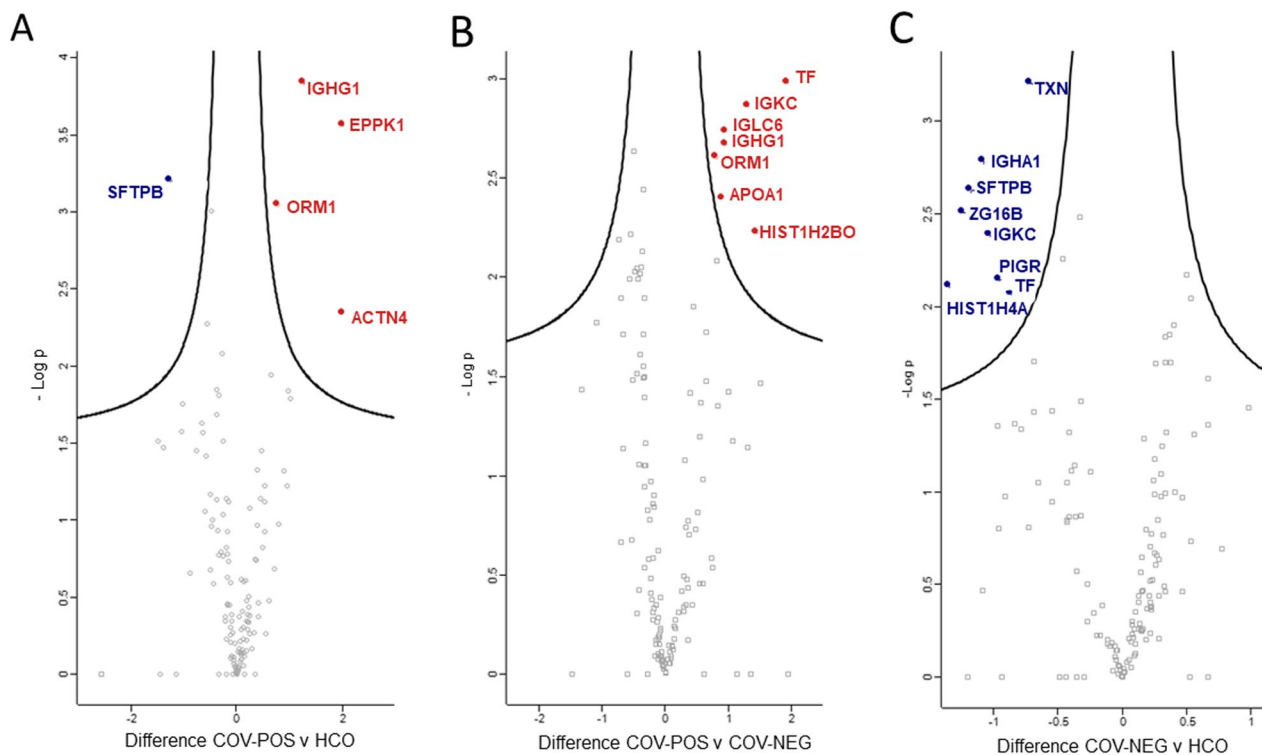 A
B
C
- Log p
4
3.5
3
2.5
2
1.5
1
0.5
0
IGHG1
EPPK1
SFTPB
ORM1
ACTN4
-2
0
2
Difference COV-POS v HCO
- Log p
3
2.5
2
1.5
1
0.5
0
TF
IGKC
IGLC6
IGHG1
ORM1
APOA1
HIST1H2BO
-2
-1
0
1
2
Difference COV-POS v COV-NEG
-Log p
3
2.5
2
1.5
1
0.5
0
TXN
IGHA1
SFTPB
ZG16B
IGKC
PIGR
TF
HIST1H4A
-1
-0.5
0
0.5
1
Difference COV-NEG v HCO